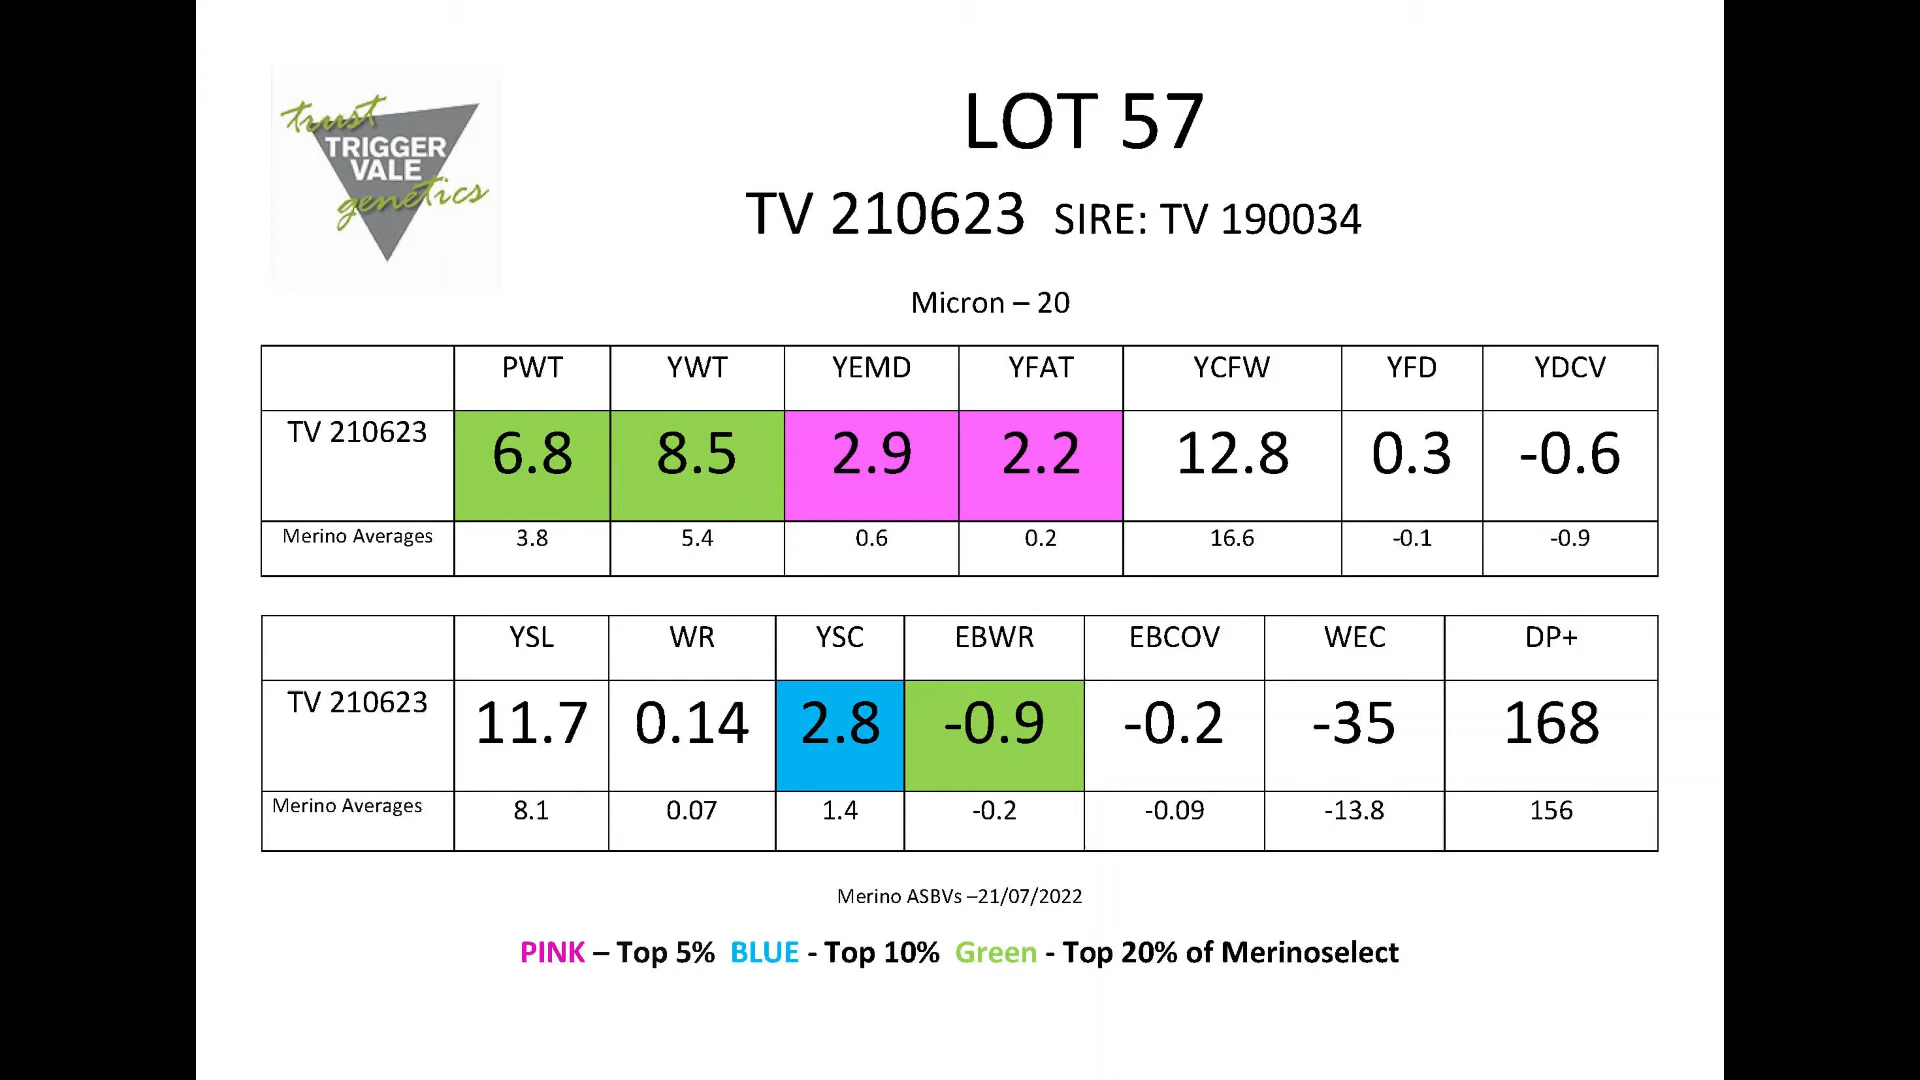 trust
TRIGGER
VALE
genetics
LOT 57
TV 210623 SIRE: TV 190034
Micron – 20
PWT YWT YEMD YFAT YCFW YFD YDCV
TV 210623 6.8 8.5 2.9 2.2 12.8 0.3 -0.6
Merino Averages 3.8 5.4 0.6 0.2 16.6 -0.1 -0.9
YSL WR YSC EBWR EBCOV WEC DP+
TV 210623 11.7 0.14 2.8 -0.9 -0.2 -35 168
Merino Averages 8.1 0.07 1.4 -0.2 -0.09 -13.8 156
Merino ASBVs –21/07/2022
PINK – Top 5% BLUE - Top 10% Green - Top 20% of Merinoselect